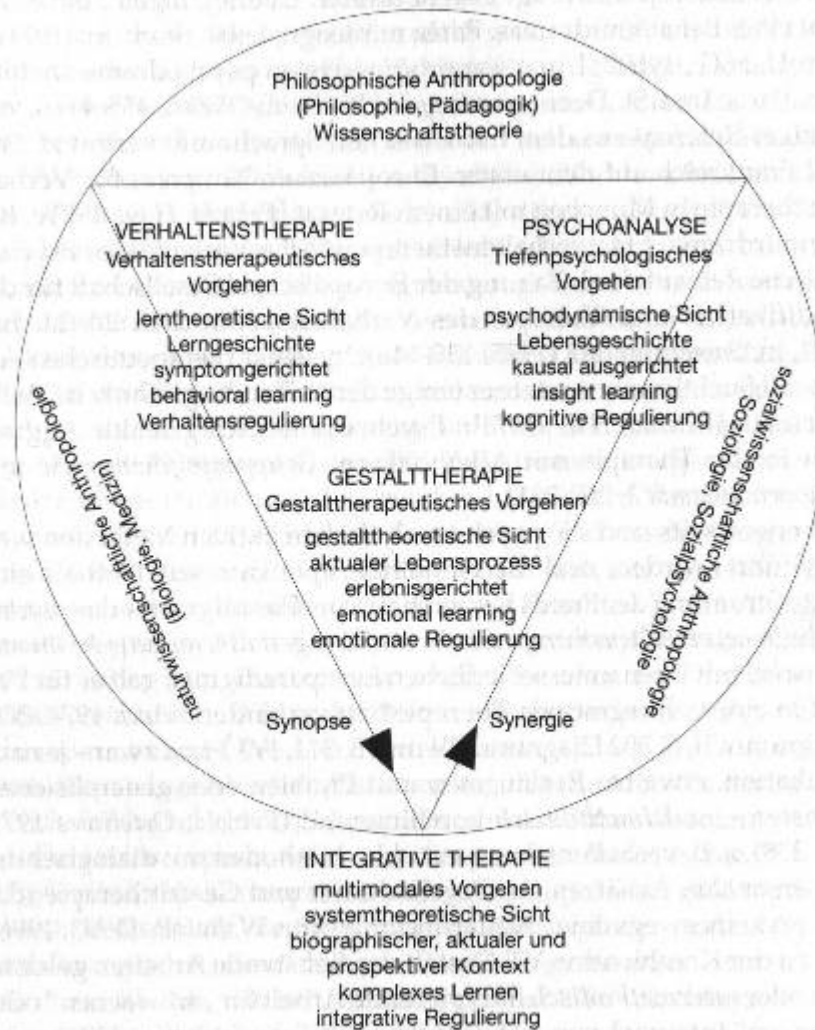 Philosophische Anthropologie
(Philosophie, Pädagogik)
Wissenschaftstheorie
VERHALTENSTHERAPIE
Verhaltenstherapeutisches
Vorgehen
lerntheoretische Sicht
Lerngeschichte
symptomgerichtet
behavioral learning
Verhaltensregulierung
PSYCHOANALYSE
Tiefenpsychologisches
Vorgehen
psychodynamische Sicht
Lebensgeschichte
kausal ausgerichtet
insight learning
kognitive Regulierung
naturwissenschaftliche Anthropologie
(Biologie Medizin)
sozialwissenschaftliche Anthropologie
Soziologie Sozialpsychologie
GESTALTTHERAPIE
Gestalttherapeutisches Vorgehen
gestalttheoretische Sicht
aktualer Lebensprozess
erlebnisgerichtet
emotional learning
emotionale Regulierung
Synopse
Synergie
INTEGRATIVE THERAPIE
multimodales Vorgehen
systemtheoretische Sicht
biographischer, aktualer und
prospektiver Kontext
komplexes Lernen
integrative Regulierung